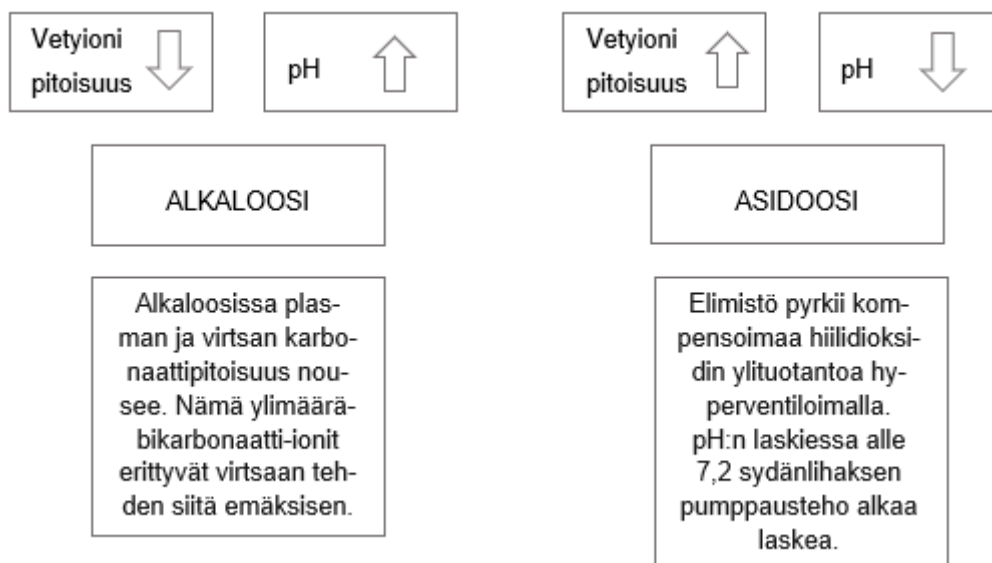 Vetyioni
pitoisuus
pH
ALKALOOSI
Alkaloosissa plas-
man ja virtsan karbo-
naattipitoisuus nou-
see. Nämä ylimäärä-
bikarbonaatti-ionit
erittyvät virtsaan teh-
den siitä emäksisen.
Vetyioni
pitoisuus
pH
ASIDOOSI
Elimistö pyrkii kom-
pensoimaa hiilidioksi-
din ylituotantoa hy-
perventiloimalla.
pH:n laskiessa alle
7,2 sydänlihaksen
pumppausteho alkaa
laskea.